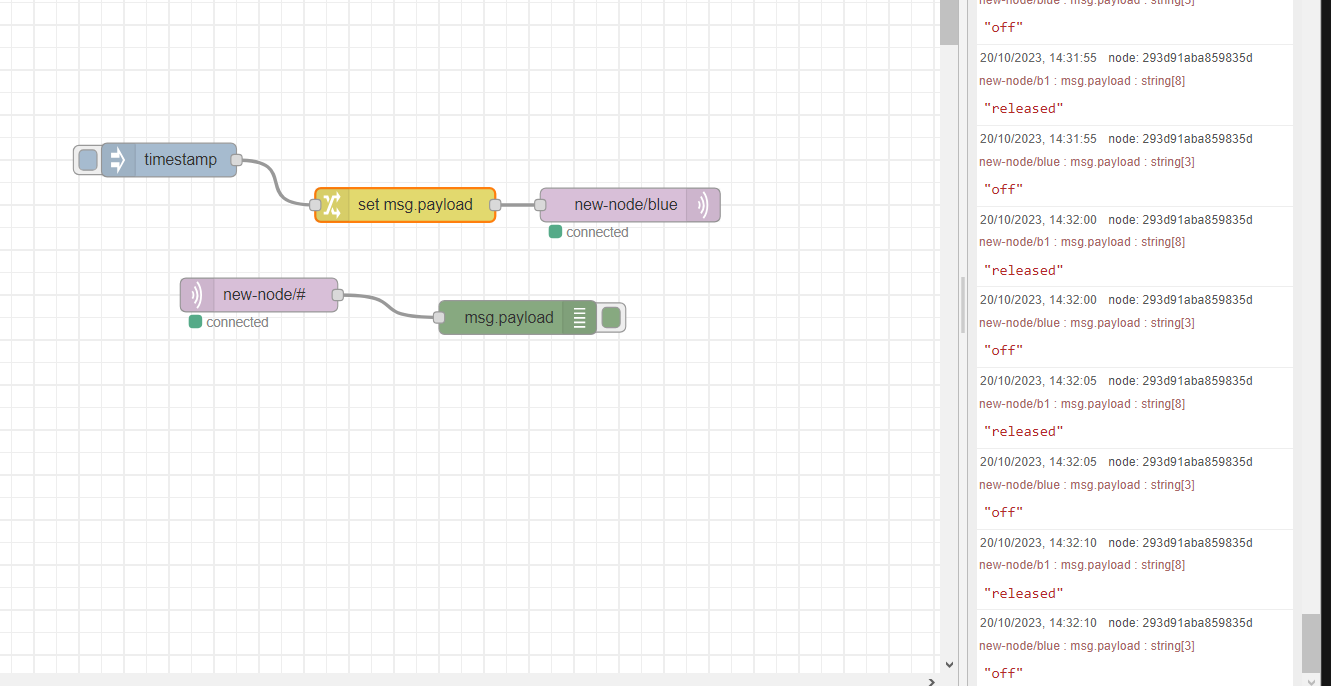 timestamp
set msg.payload
new-node/blue
connected
new-node/#
connected
msg.payload
new-node/blue : msg.payload : string[3]
"off"
20/10/2023, 14:31:55 node: 293d91aba859835d
new-node/b1 : msg.payload : string[8]
"released"
20/10/2023, 14:31:55 node: 293d91aba859835d
new-node/blue : msg.payload : string[3]
"off"
20/10/2023, 14:32:00 node: 293d91aba859835d
new-node/b1 : msg.payload : string[8]
"released"
20/10/2023, 14:32:00 node: 293d91aba859835d
new-node/blue : msg.payload : string[3]
"off"
20/10/2023, 14:32:05 node: 293d91aba859835d
new-node/b1 : msg.payload : string[8]
"released"
20/10/2023, 14:32:05 node: 293d91aba859835d
new-node/blue : msg.payload : string[3]
"off"
20/10/2023, 14:32:10 node: 293d91aba859835d
new-node/b1 : msg.payload : string[8]
"released"
20/10/2023, 14:32:10 node: 293d91aba859835d
new-node/blue : msg.payload : string[3]
"off"